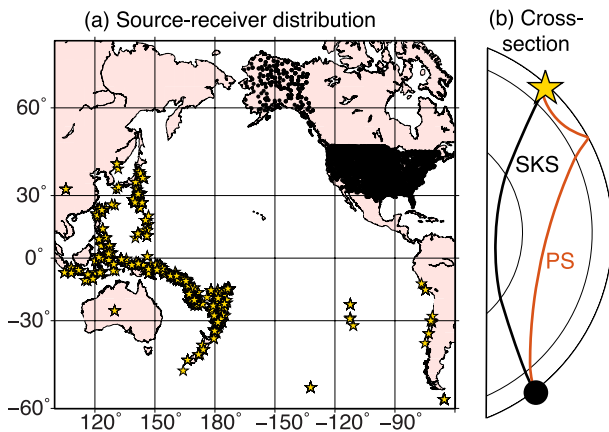 (a) Source-receiver distribution
(b) Cross-
section
60°
30°
0°
−30°
−60°
120° 150° 180° −150° −120° −90°
SKS
PS